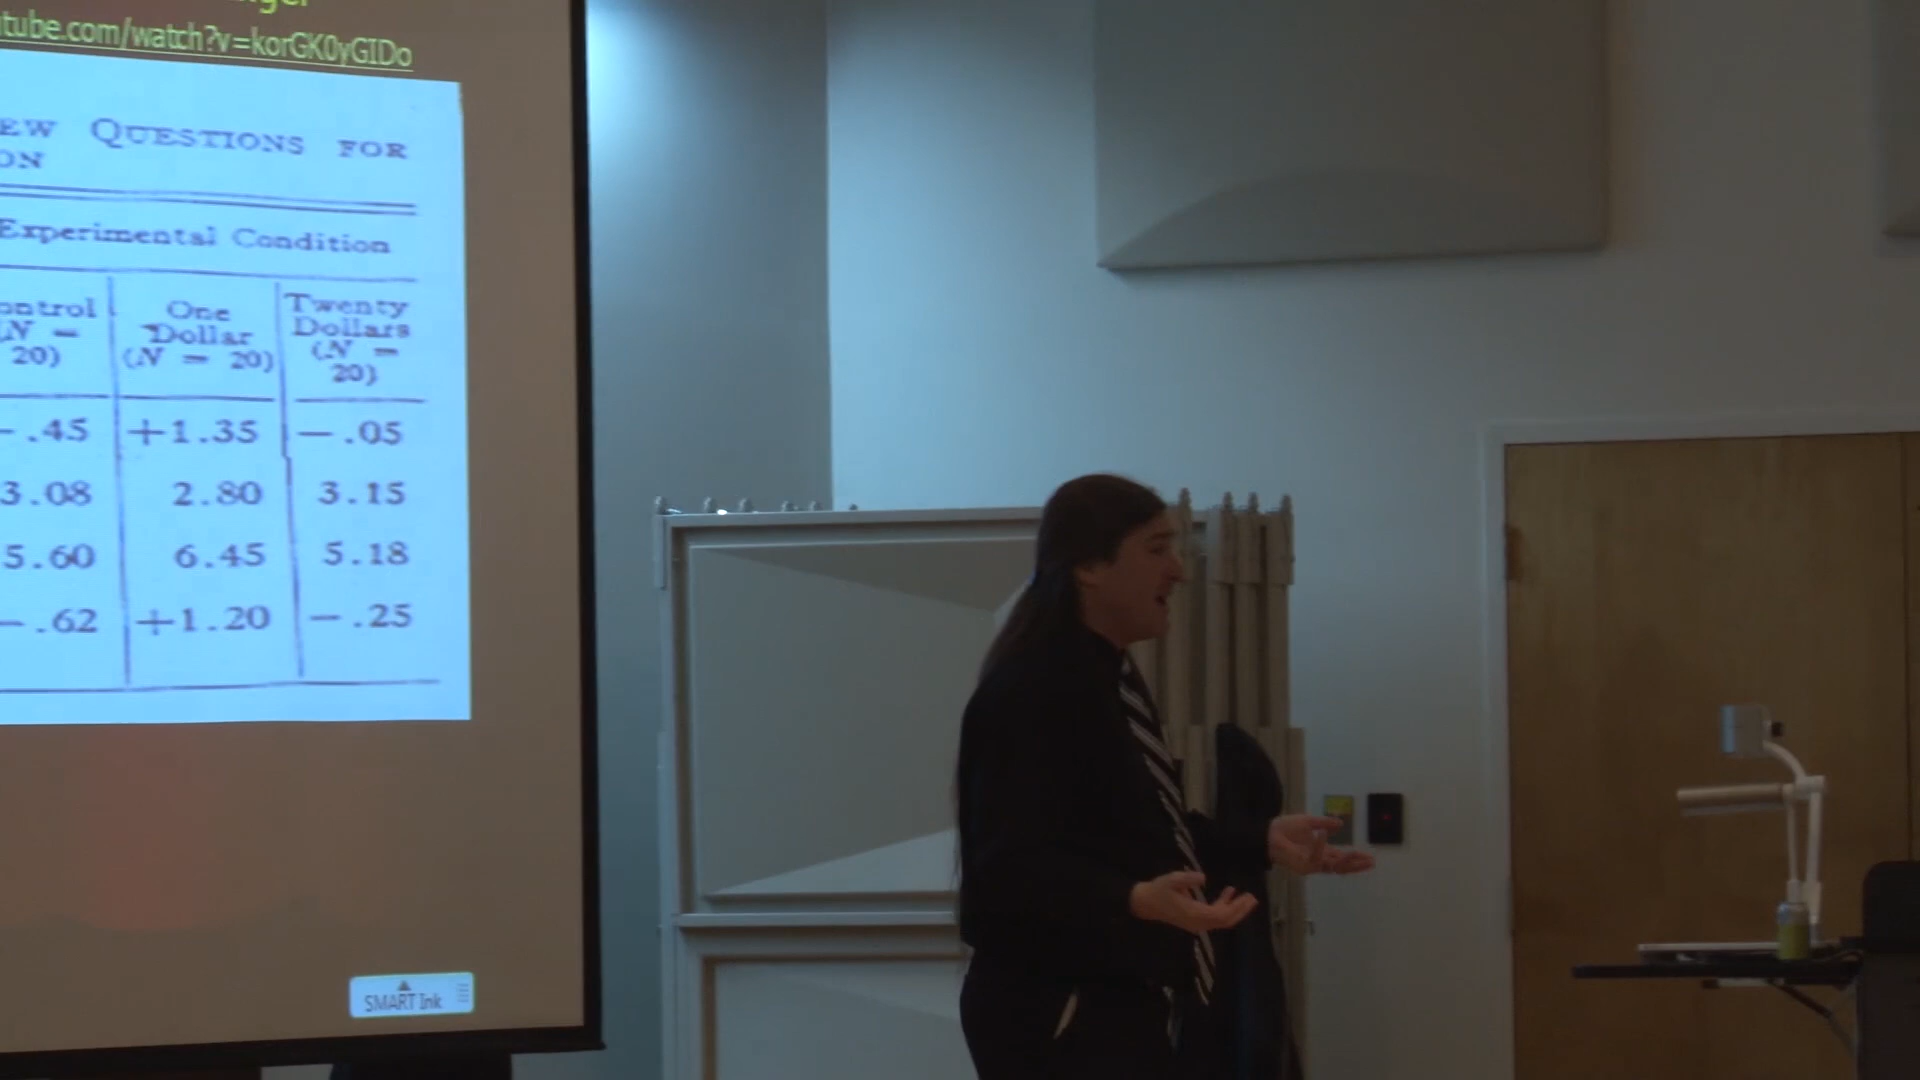 tube.com/watch?v=korGK0yGIDo
EW QUESTIONS FOR
ON
Experimental Condition
ontrol One Twenty
(N = Dollar Dollars
20) (N = 20) (N =
20)
-.45 +1.35 -.05
3.08 2.80 3.15
5.60 6.45 5.18
-.62 +1.20 -.25
SMART Ink